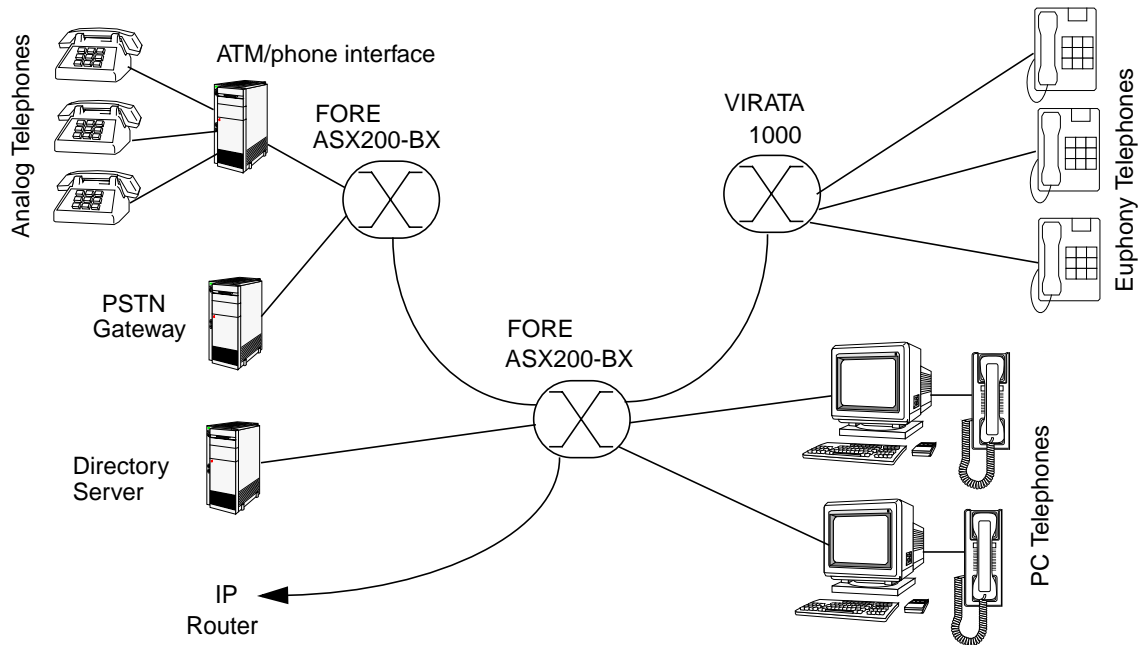 Analog Telephones
ATM/phone interface
FORE
ASX200-BX
VIRATA
1000
Euphony Telephones
PSTN
Gateway
FORE
ASX200-BX
Directory
Server
PC Telephones
IP
Router